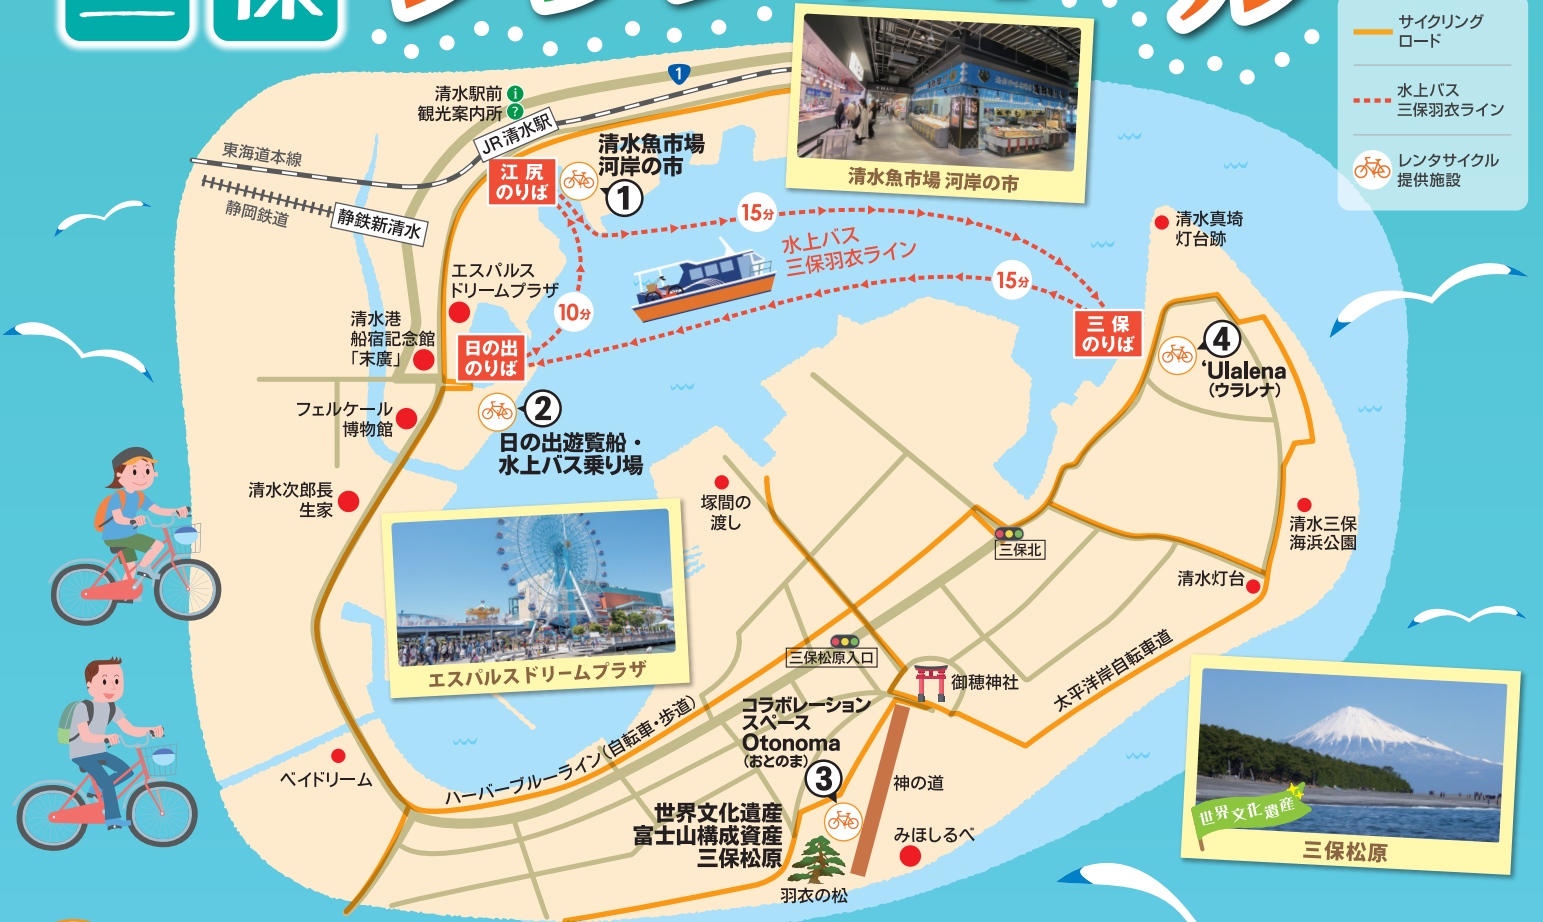 サイクリング
ロード
水上バス
三保羽衣ライン
レンタサイクル
提供施設
1
清水駅前
観光案内所
i
?
JR清水駅
東海道本線
静岡鉄道
静鉄新清水
江尻
のりば
清水魚市場
河岸の市
1
清水魚市場 河岸の市
15分
水上バス
三保羽衣ライン
15分
10分
清水真埼
灯台跡
三保
のりば
4
‘Ulalena
（ウラレナ）
エスパルス
ドリームプラザ
清水港
船宿記念館
「末廣」
日の出
のりば
2
日の出遊覧船・
水上バス乗り場
フェルケール
博物館
清水次郎長
生家
塚間の
渡し
三保北
清水三保
海浜公園
清水灯台
エスパルスドリームプラザ
三保松原入口
御穂神社
太平洋岸自転車道
コラボレーション
スペース
Otonoma
（おとのま）
3
ハーバーブルーライン（自転車・歩道）
ベイドリーム
神の道
世界文化遺産
富士山構成資産
三保松原
みほしるべ
羽衣の松
世界文化遺産
三保松原